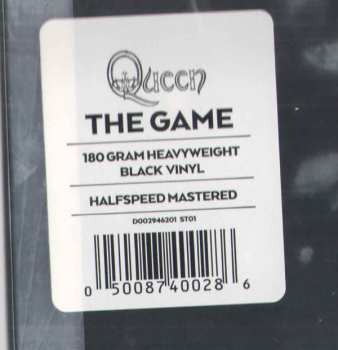 Queen
THE GAME
180 GRAM HEAVYWEIGHT
BLACK VINYL
HALFSPEED MASTERED
D002946201 ST01
0 50087 40028 6